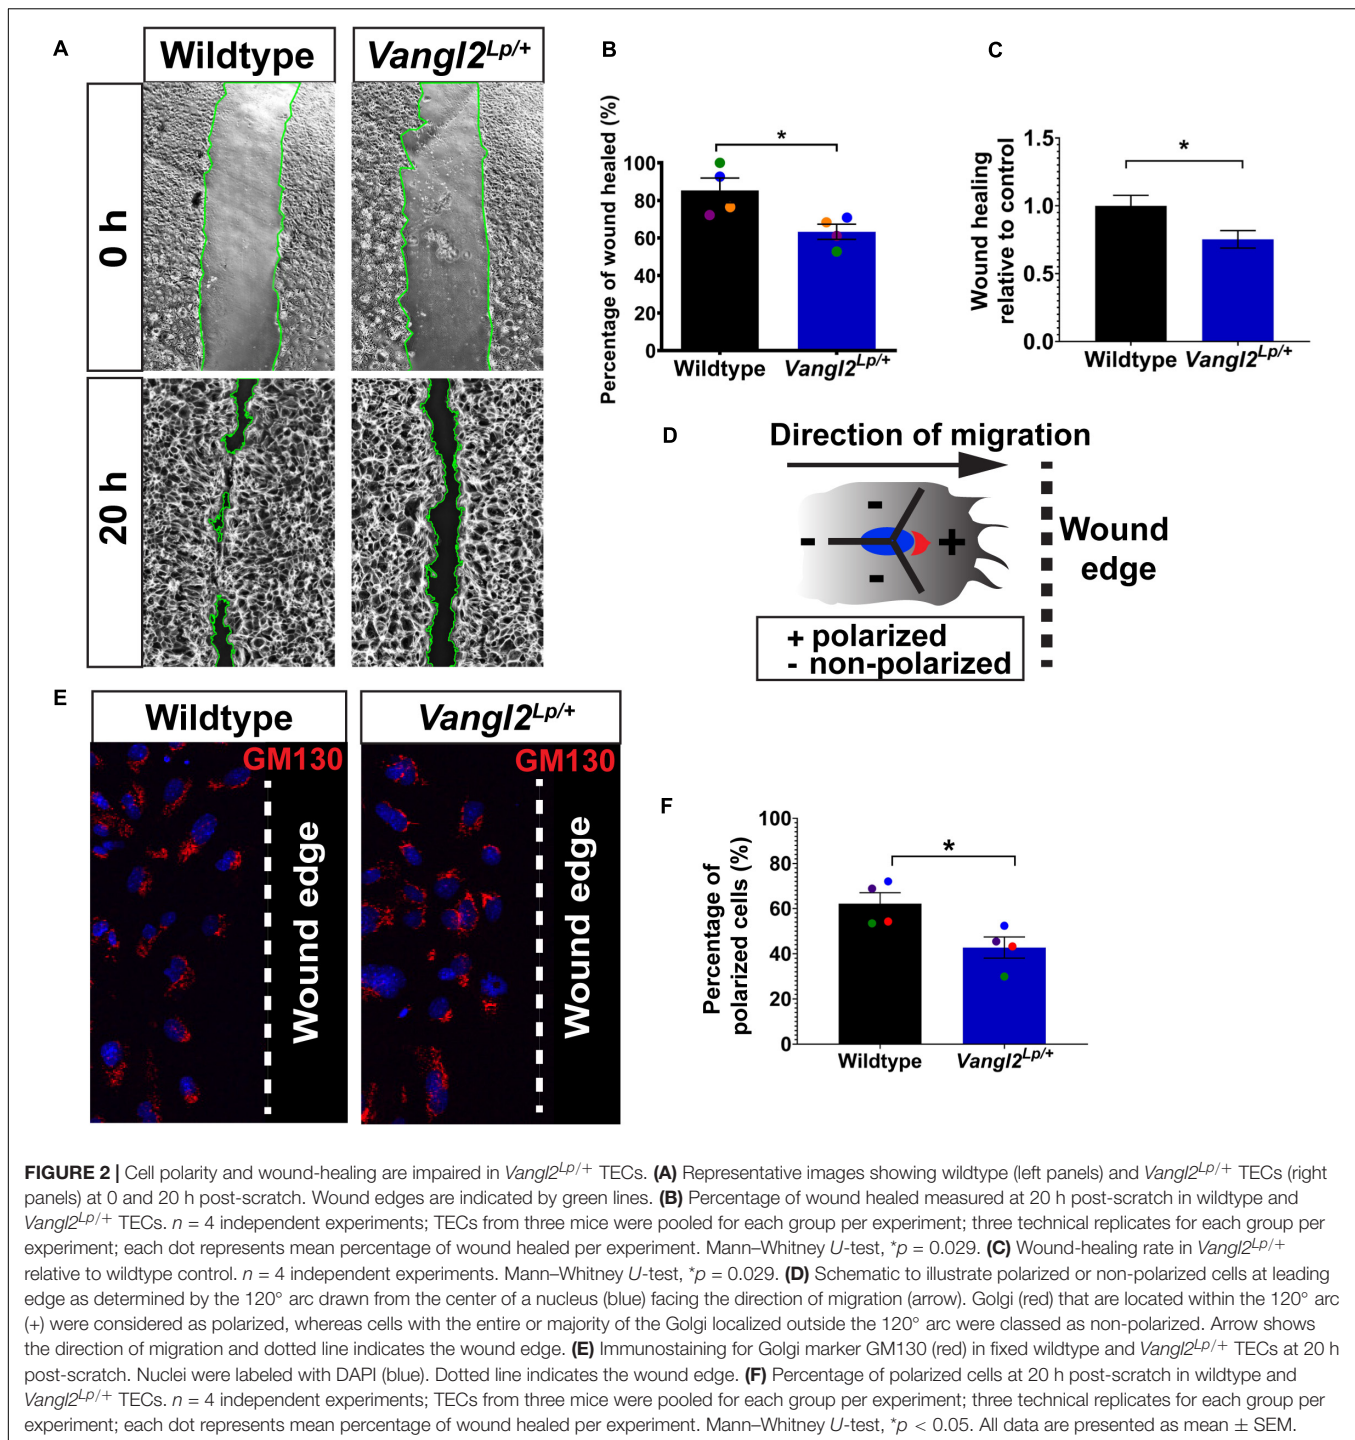 A
Wildtype
Vangl2Lp/+
0 h
20 h
B
Percentage of wound healed (%)
100
80
60
40
20
0
*
Wildtype
Vangl2Lp/+
C
Wound healing
relative to control
1.5
1.0
0.5
0.0
*
Wildtype
Vangl2Lp/+
D
Direction of migration
-
-
+
-
Wound
edge
+ polarized
- non-polarized
E
Wildtype
Vangl2Lp/+
GM130
Wound edge
GM130
Wound edge
F
Percentage of
polarized cells (%)
100
80
60
40
20
0
*
Wildtype
Vangl2Lp/+
FIGURE 2 | Cell polarity and wound-healing are impaired in Vangl2Lp/+ TECs. (A) Representative images showing wildtype (left panels) and Vangl2Lp/+ TECs (right
panels) at 0 and 20 h post-scratch. Wound edges are indicated by green lines. (B) Percentage of wound healed measured at 20 h post-scratch in wildtype and
Vangl2Lp/+ TECs. n = 4 independent experiments; TECs from three mice were pooled for each group per experiment; three technical replicates for each group per
experiment; each dot represents mean percentage of wound healed per experiment. Mann–Whitney U-test, *p = 0.029. (C) Wound-healing rate in Vangl2Lp/+
relative to wildtype control. n = 4 independent experiments. Mann–Whitney U-test, *p = 0.029. (D) Schematic to illustrate polarized or non-polarized cells at leading
edge as determined by the 120° arc drawn from the center of a nucleus (blue) facing the direction of migration (arrow). Golgi (red) that are located within the 120° arc
(+) were considered as polarized, whereas cells with the entire or majority of the Golgi localized outside the 120° arc were classed as non-polarized. Arrow shows
the direction of migration and dotted line indicates the wound edge. (E) Immunostaining for Golgi marker GM130 (red) in fixed wildtype and Vangl2Lp/+ TECs at 20 h
post-scratch. Nuclei were labeled with DAPI (blue). Dotted line indicates the wound edge. (F) Percentage of polarized cells at 20 h post-scratch in wildtype and
Vangl2Lp/+ TECs. n = 4 independent experiments; TECs from three mice were pooled for each group per experiment; three technical replicates for each group per
experiment; each dot represents mean percentage of wound healed per experiment. Mann–Whitney U-test, *p < 0.05. All data are presented as mean ± SEM.